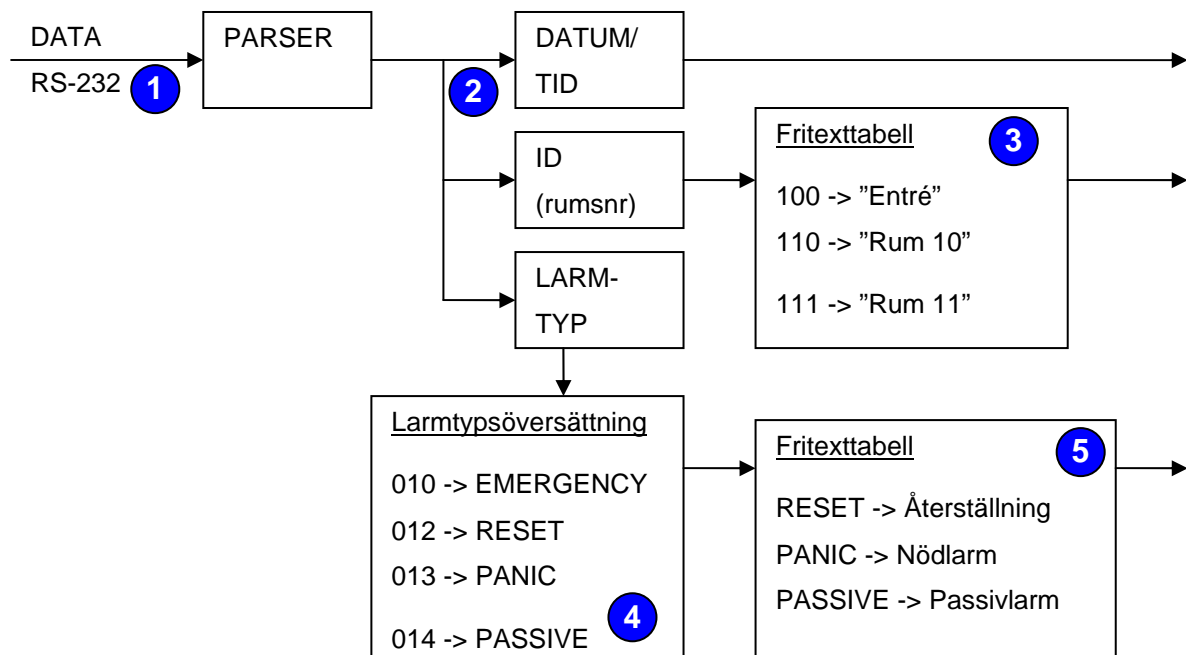 DATA
RS-232
1
PARSER
2
DATUM/
TID
ID
(rumsnr)
LARM-
TYP
Fritexttabell
3
100 -> ”Entré”
110 -> ”Rum 10”
111 -> ”Rum 11”
Larmtypsöversättning
010 -> EMERGENCY
012 -> RESET
013 -> PANIC
014 -> PASSIVE
4
Fritexttabell
5
RESET -> Återställning
PANIC -> Nödlarm
PASSIVE -> Passivlarm